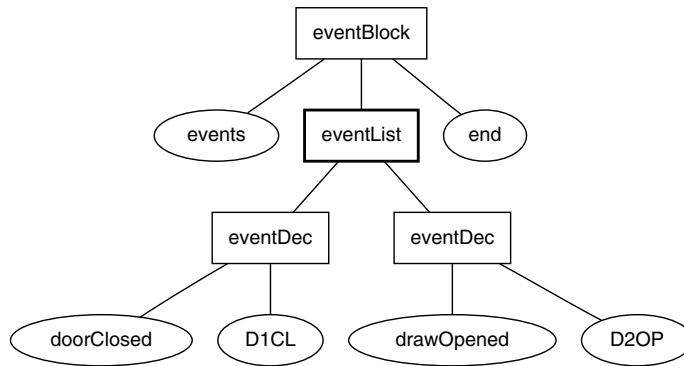 eventBlock
events
eventList
end
eventDec
eventDec
doorClosed
D1CL
drawOpened
D2OP